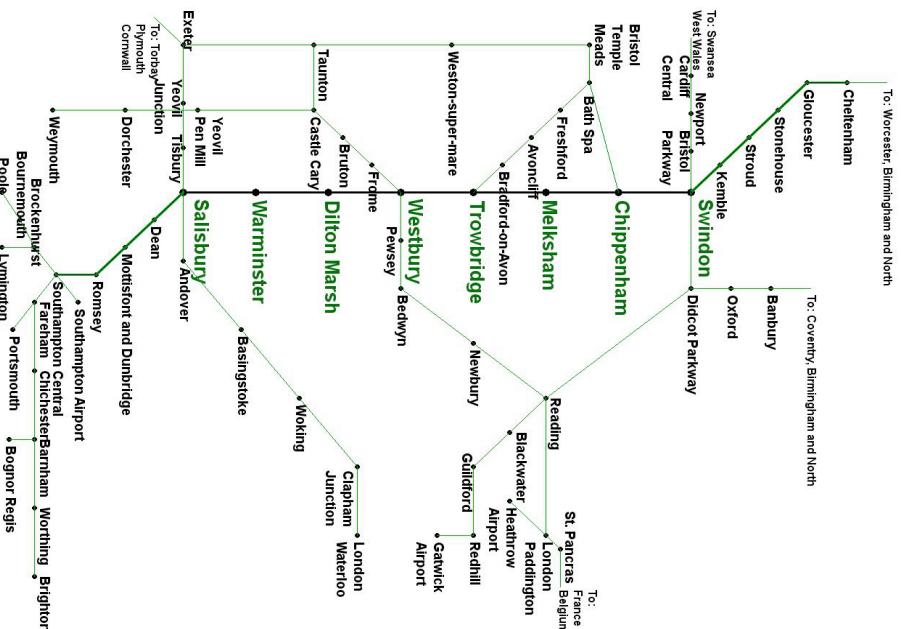 Exeter
To: Torbay
Plymouth
Cornwall
Taunton
Weston-super-mare
Bristol
Temple
Meads
To: Swansea
West Wales
Cardiff
Central
Newport
Bristol
Parkway
Gloucester
Cheltenham
To: Worcester, Birmingham and North
Yeovil
Junction
Weymouth
Dorchester
Yeovil
Pen Mill
Tisbury
Castle Cary
Bruton
Frome
Bradford-on-Avon
Avoncliff
Freshford
Bath Spa
Stonehouse
Stroud
Kemble
Salisbury
Warminster
Dilton Marsh
Westbury
Trowbridge
Melksham
Chippenham
Swindon
Poole
Bournemouth
Brockenhurst
Lymington
Dean
Mottisfont and Dunbridge
Romsey
Southampton Central
Southampton Airport
Andover
Basingstoke
Woking
Clapham
Junction
London
Waterloo
Pewsey
Bedwyn
Newbury
Reading
Didcot Parkway
Oxford
Banbury
To: Coventry, Birmingham and North
Blackwater
Guildford
Redhill
Gatwick
Airport
Heathrow
Airport
London
Paddington
St. Pancras
To:
France
Belgium
Portsmouth
Fareham
Chichester
Barnham
Bognor Regis
Worthing
Brighton